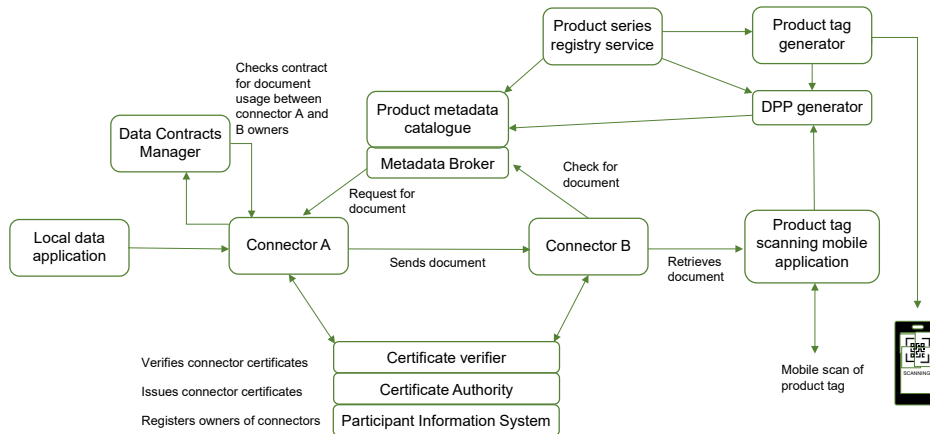 Product series
registry service
Product tag
generator
Checks contract
for document
usage between
connector A and
B owners
Product metadata
catalogue
DPP generator
Data Contracts
Manager
Metadata Broker
Check for
document
Request for
document
Local data
application
Connector A
Sends document
Connector B
Retrieves
document
Product tag
scanning mobile
application
Verifies connector certificates
Certificate verifier
Issues connector certificates
Certificate Authority
Registers owners of connectors
Participant Information System
Mobile scan of
product tag
SCANNING